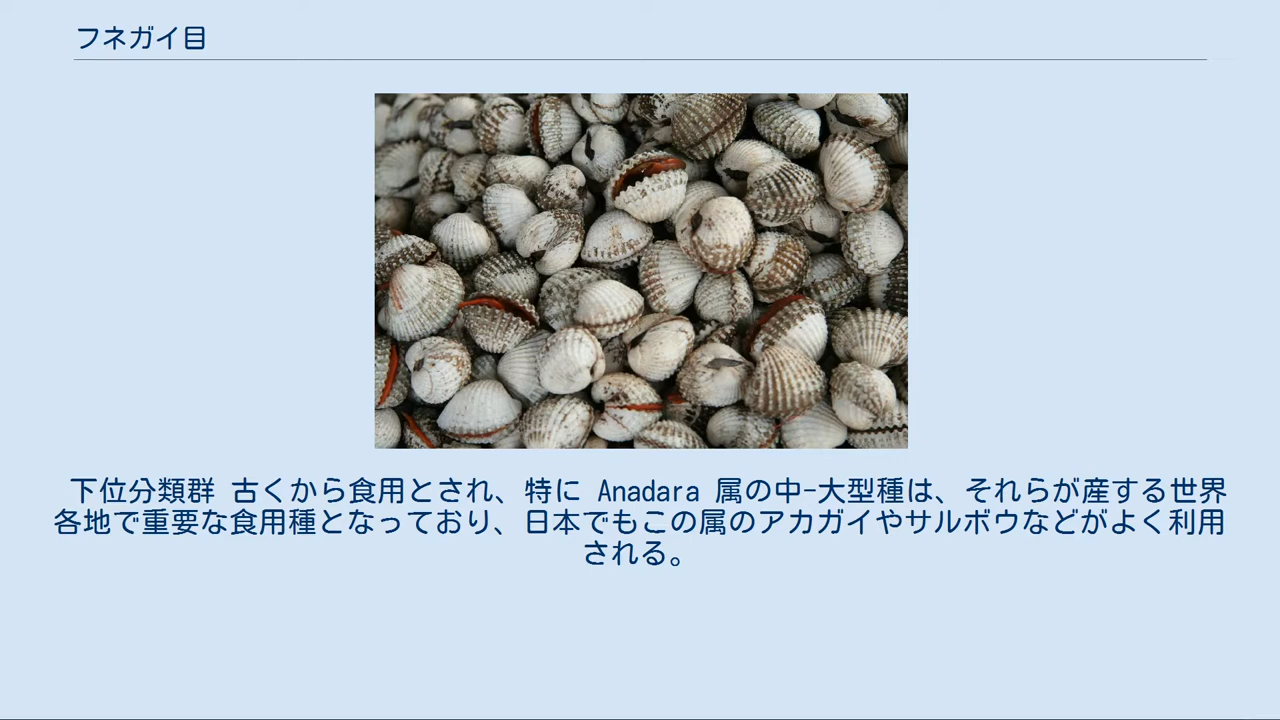 フネガイ目
下位分類群 古くから食用とされ、特に Anadara 属の中-大型種は、それらが産する世界
各地で重要な食用種となっており、日本でもこの属のアカガイやサルボウなどがよく利用
される。